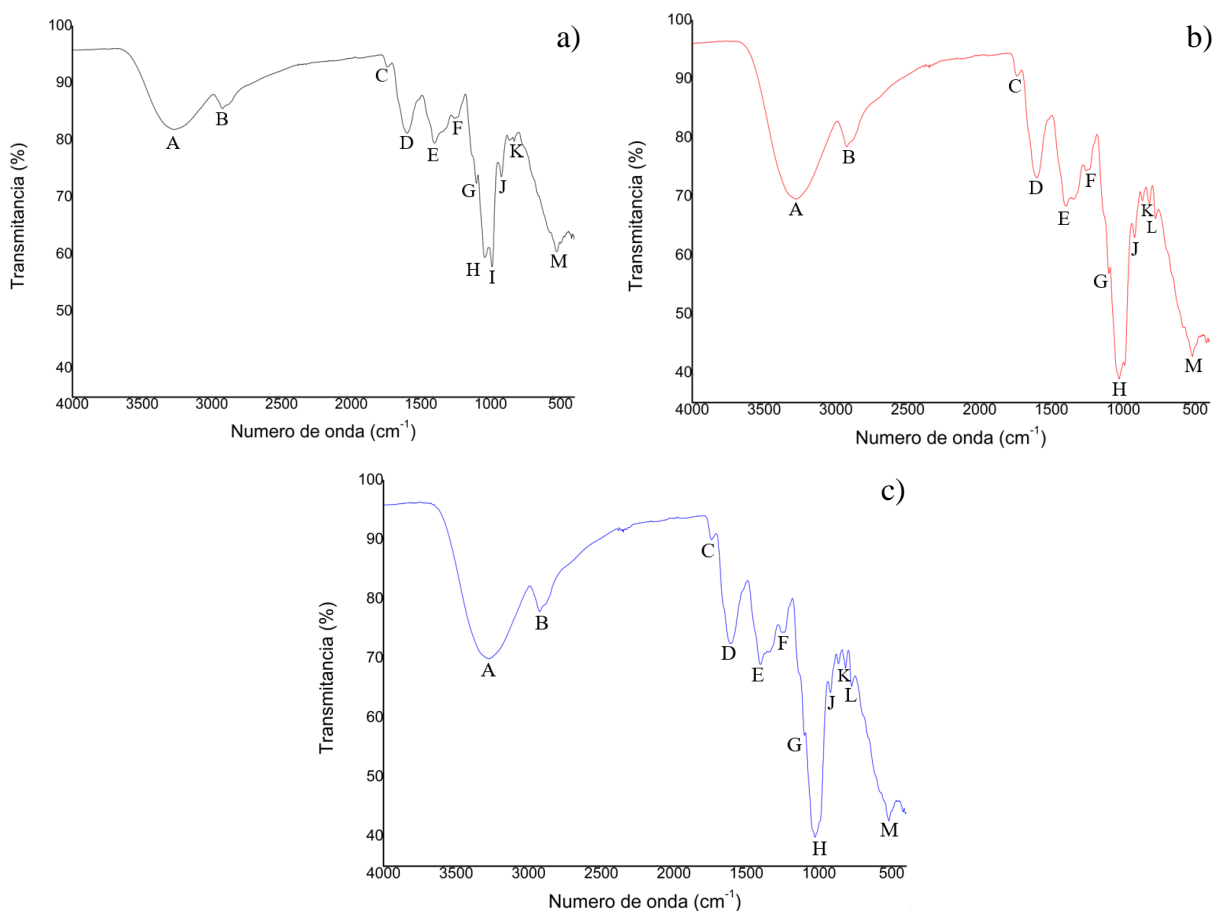 a)
Transmitancia (%)
100
90
80
70
60
50
40
A
B
C
D
E
F
G
H
I
J
K
M
4000 3500 3000 2500 2000 1500 1000 500
Numero de onda (cm⁻¹)
b)
Transmitancia (%)
100
90
80
70
60
50
40
A
B
C
D
E
F
G
H
J
K
L
M
4000 3500 3000 2500 2000 1500 1000 500
Numero de onda (cm⁻¹)
c)
Transmitancia (%)
100
90
80
70
60
50
40
A
B
C
D
E
F
G
H
J
K
L
M
4000 3500 3000 2500 2000 1500 1000 500
Numero de onda (cm⁻¹)